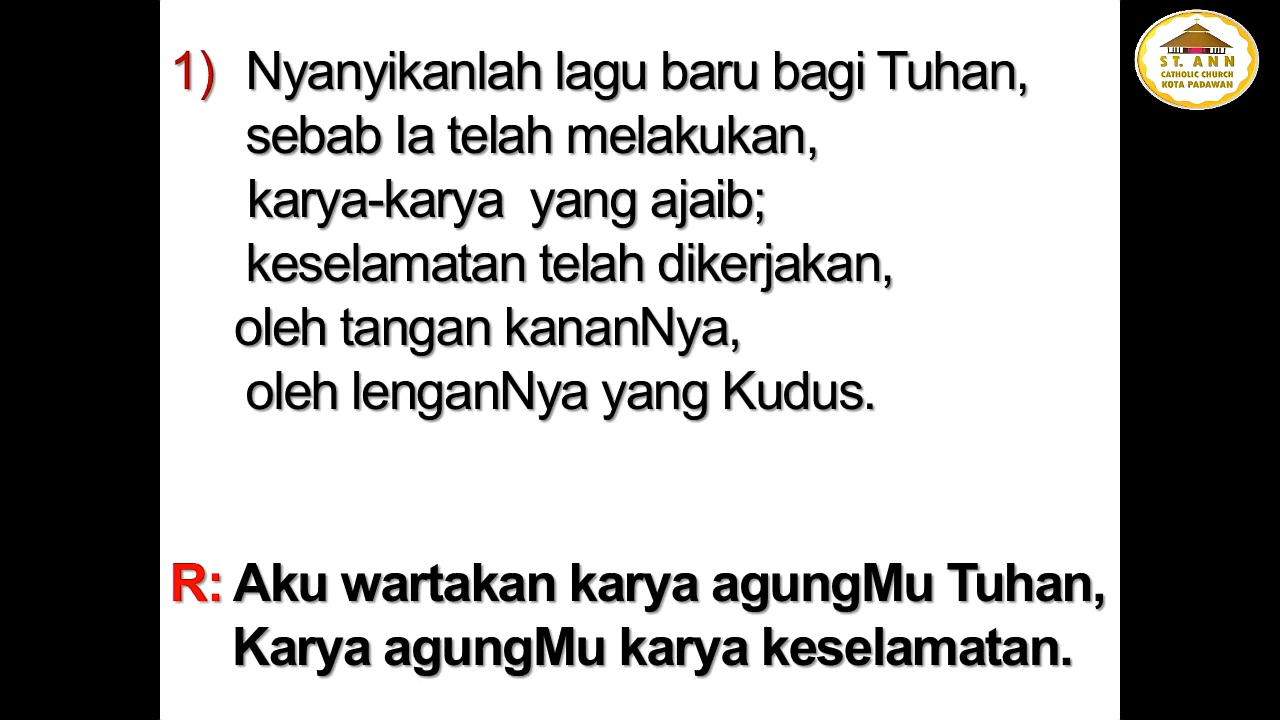 1) Nyanyikanlah lagu baru bagi Tuhan,
sebab Ia telah melakukan,
karya-karya yang ajaib;
keselamatan telah dikerjakan,
oleh tangan kananNya,
oleh lenganNya yang Kudus.
R: Aku wartakan karya agungMu Tuhan,
Karya agungMu karya keselamatan.
ST. ANN
CATHOLIC CHURCH
KOTA PADAWAN